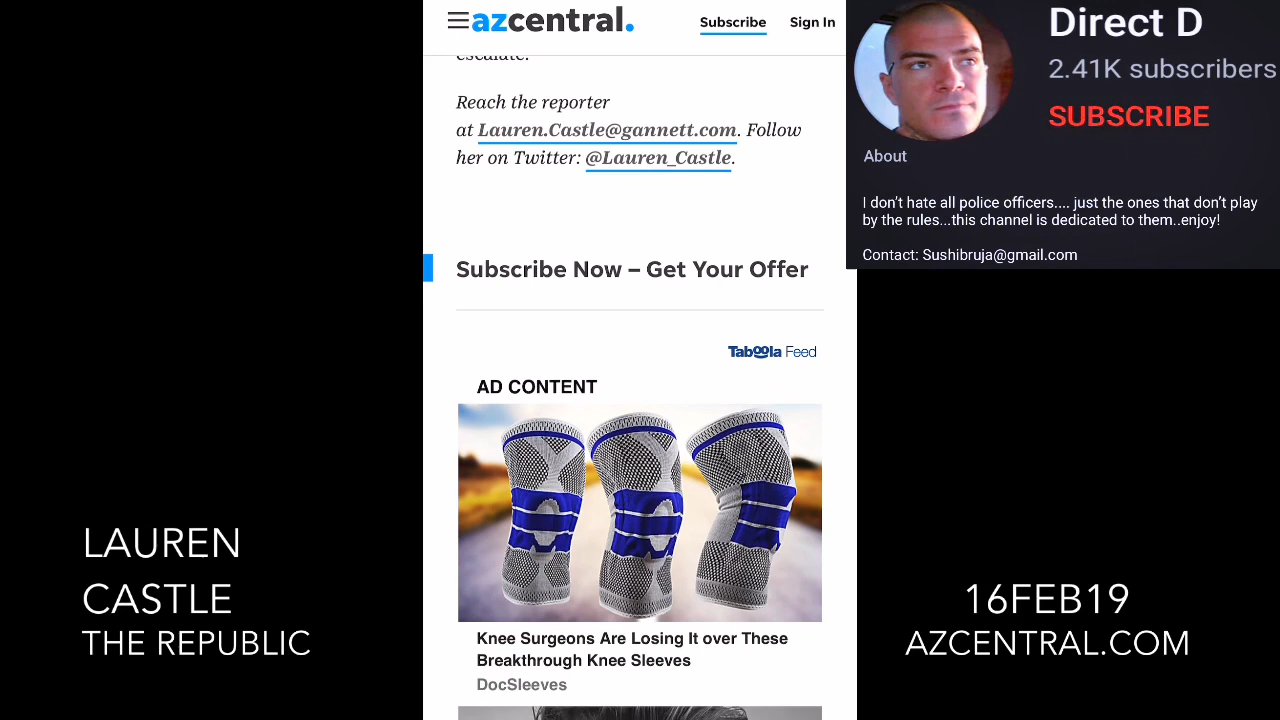 azcentral.
Subscribe
Sign In
escalate.
Reach the reporter
at Lauren.Castle@gannett.com. Follow
her on Twitter: @Lauren_Castle.
Subscribe Now – Get Your Offer
Taboola Feed
AD CONTENT
Knee Surgeons Are Losing It over These
Breakthrough Knee Sleeves
DocSleeves
Direct D
2.41K subscribers
SUBSCRIBE
About
I don't hate all police officers.... just the ones that don't play
by the rules...this channel is dedicated to them..enjoy!
Contact: Sushibruja@gmail.com
LAUREN
CASTLE
THE REPUBLIC
16FEB19
AZCENTRAL.COM